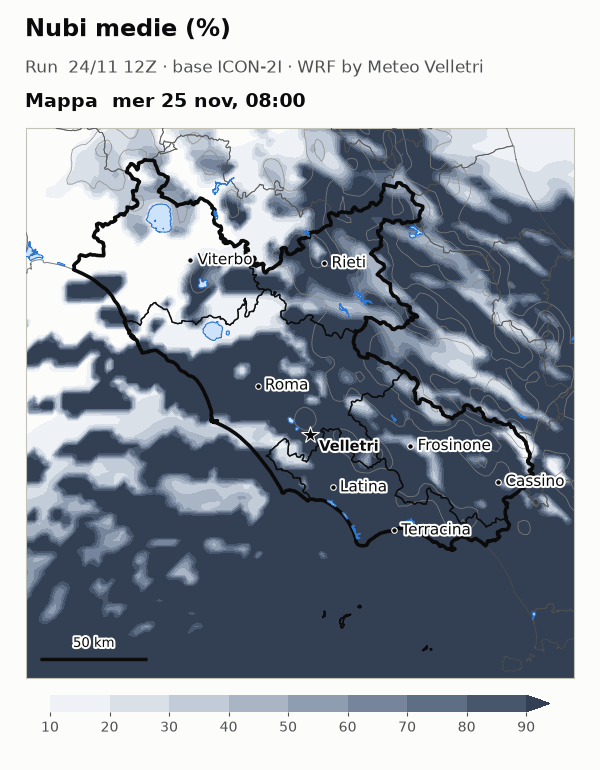 Nubi medie (%)
Run  24/11 12Z · base ICON-2I · WRF by Meteo Velletri
Mappa  mer 25 nov, 08:00
Viterbo
Rieti
Roma
Velletri
Frosinone
Cassino
Latina
Terracina
50 km
10 20 30 40 50 60 70 80 90